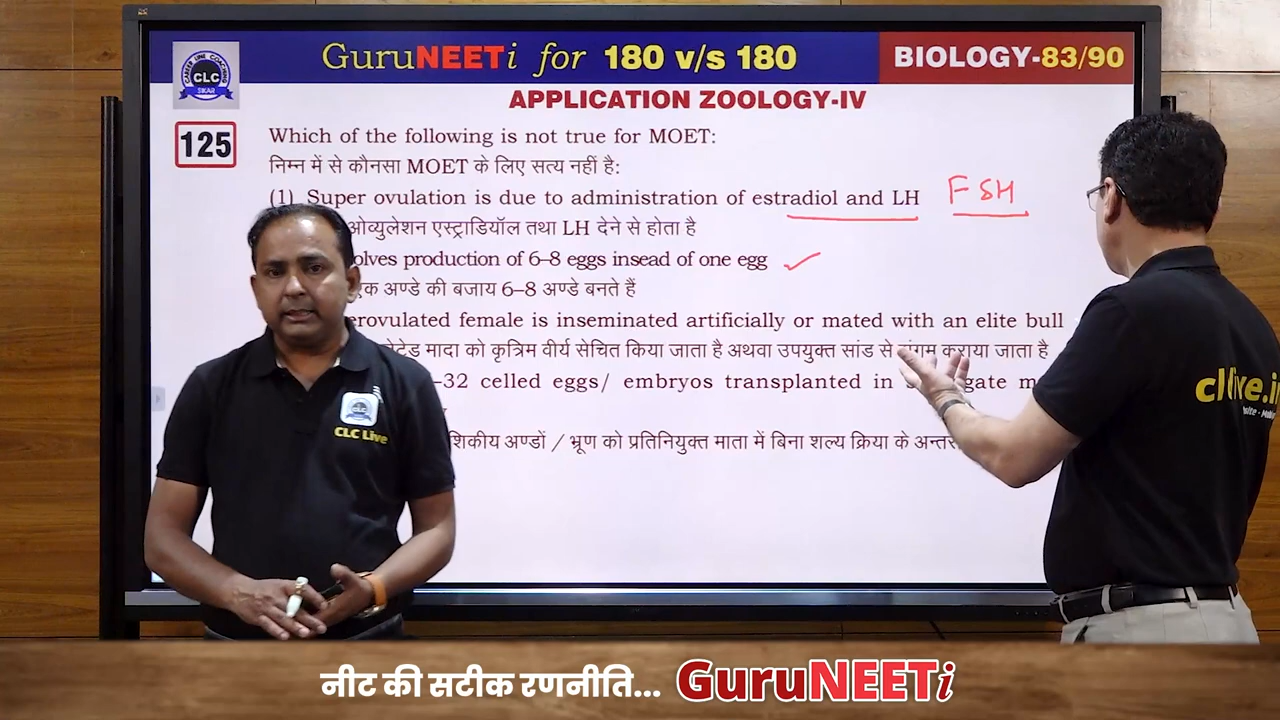 GuruNEETi for 180 v/s 180
BIOLOGY-83/90
CAREER LINE COACHING
CLC
SIKAR
APPLICATION ZOOLOGY-IV
125
Which of the following is not true for MOET:
निम्न में से कौनसा MOET के लिए सत्य नहीं है:
(1) Super ovulation is due to administration of estradiol and LH
FSH
ओव्युलेशन एस्ट्राडियॉल तथा LH देने से होता है
olves production of 6–8 eggs insead of one egg
अण्डे की बजाय 6–8 अण्डे बनते हैं
erovulated female is inseminated artificially or mated with an elite bull
मादा को कृत्रिम वीर्य सेचित किया जाता है अथवा उपयुक्त सांड से संगम कराया जाता है
–32 celled eggs/ embryos transplanted in
शिकीय अण्डों / भ्रूण को प्रतिनियुक्त माता में बिना शल्य क्रिया के
CLC
CLC Live
नीट की सटीक रणनीति... GuruNEETi